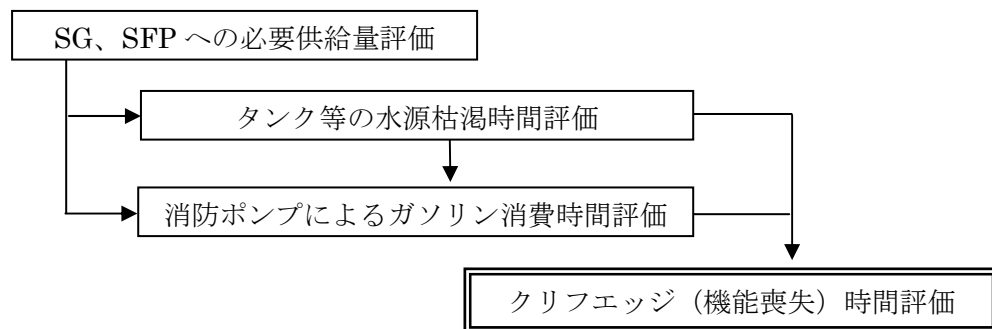 SG、SFP への必要供給量評価
タンク等の水源枯渇時間評価
消防ポンプによるガソリン消費時間評価
クリフエッジ（機能喪失）時間評価